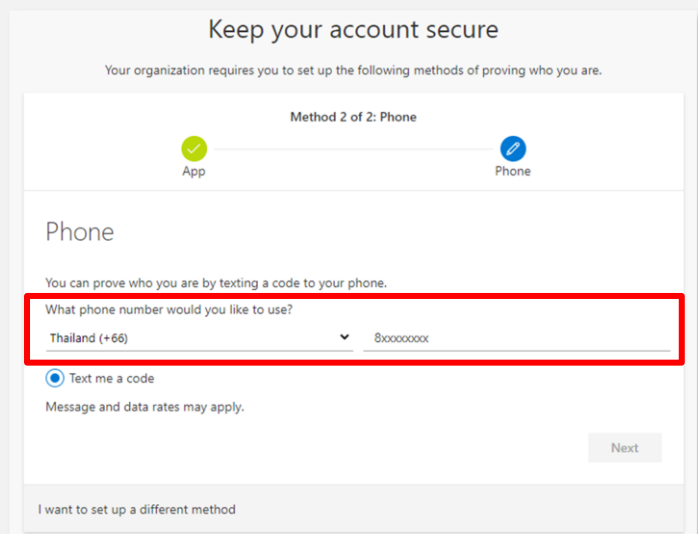 Keep your account secure
Your organization requires you to set up the following methods of proving who you are.
Method 2 of 2: Phone
App
Phone
Phone
You can prove who you are by texting a code to your phone.
What phone number would you like to use?
Thailand (+66)
8xxxxxxxx
Text me a code
Message and data rates may apply.
Next
I want to set up a different method